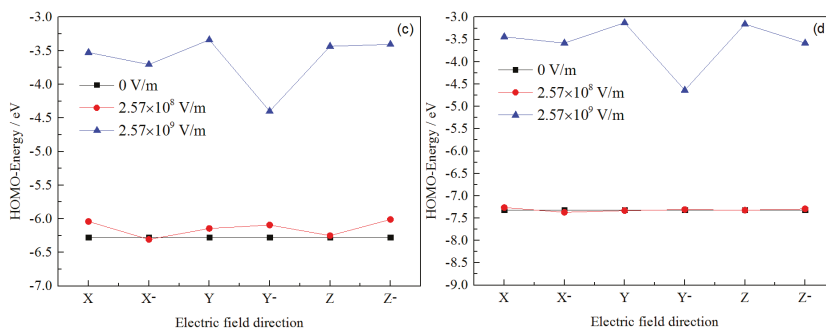 (c)
-3.0
-3.5
-4.0
-4.5
-5.0
-5.5
-6.0
-6.5
-7.0
HOMO-Energy / eV
0 V/m
2.57×10⁸ V/m
2.57×10⁹ V/m
X X- Y Y- Z Z-
Electric field direction
(d
-3.0
-3.5
-4.0
-4.5
-5.0
-5.5
-6.0
-6.5
-7.0
-7.5
-8.0
-8.5
-9.0
HOMO-Energy / eV
0 V/m
2.57×10⁸ V/m
2.57×10⁹ V/m
X X- Y Y- Z Z-
Electric field direction